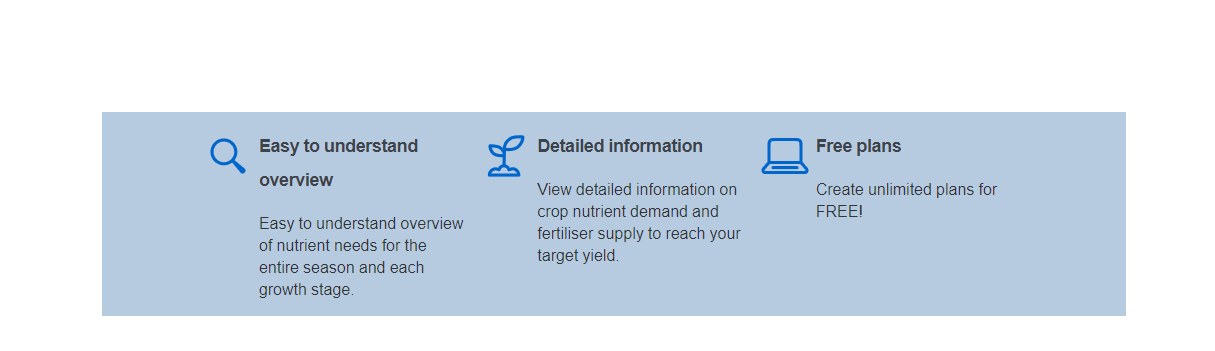 Easy to understand
overview
Easy to understand overview
of nutrient needs for the
entire season and each
growth stage.
Detailed information
View detailed information on
crop nutrient demand and
fertiliser supply to reach your
target yield.
Free plans
Create unlimited plans for
FREE!